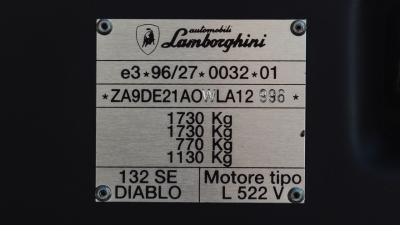 automobili
Lamborghini
e3*96/27*0032*01
*ZA9DE21AOWLA12 996*
1730 Kg
1730 Kg
770 Kg
1130 Kg
132 SE
DIABLO
Motore tipo
L 522 V